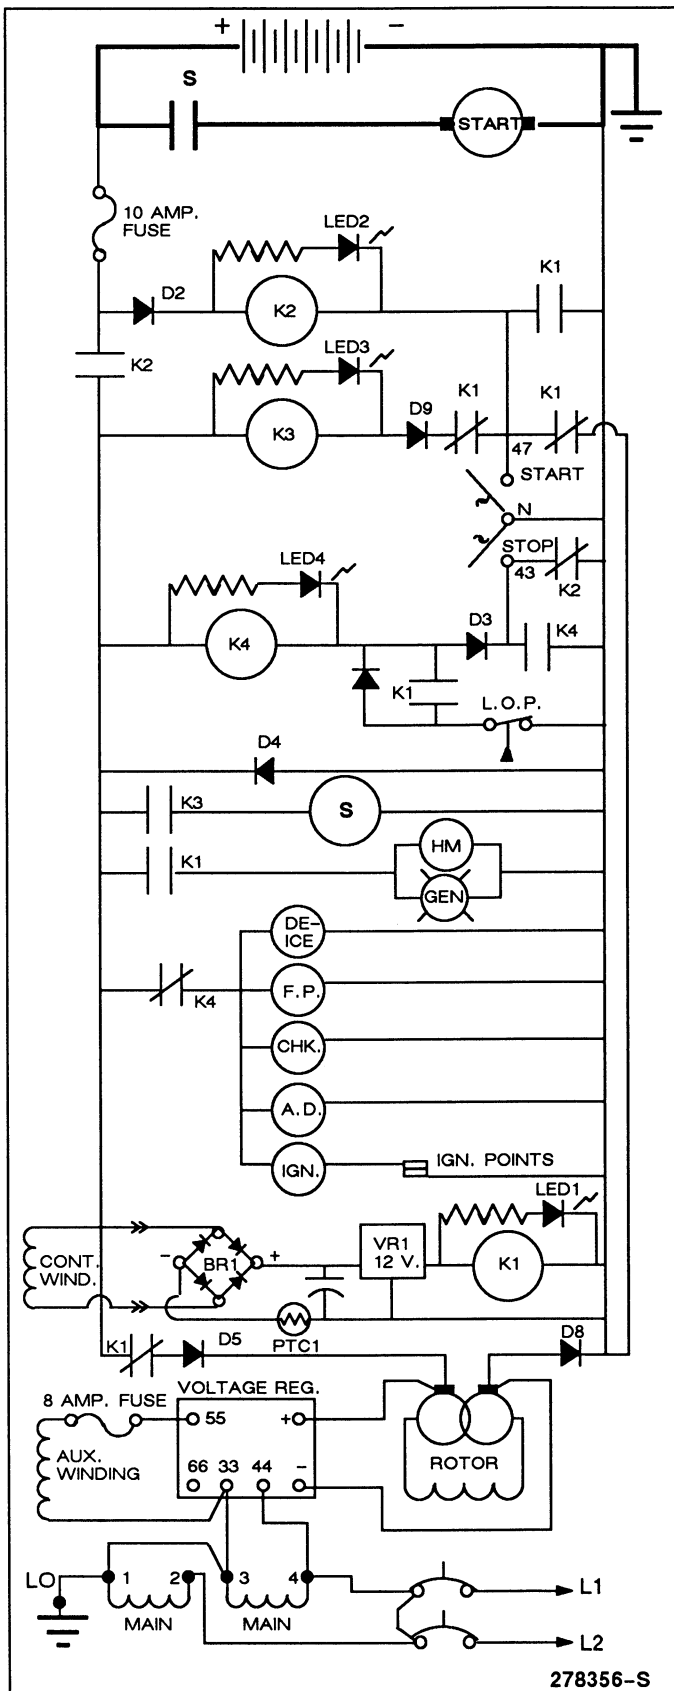 + -
S
START
10 AMP.
FUSE
LED2
D2
K2
K1
K2
LED3
K3
D9
K1
K1
47
START
N
STOP
43
K2
LED4
K4
D3
K4
K1
L.O.P.
D4
K3
S
K1
HM
GEN
DE-
ICE
K4
F.P.
CHK.
A.D.
IGN.
IGN. POINTS
LED1
CONT.
WIND.
- BR1 +
VR1
12 V.
K1
PTC1
K1
D5
D8
VOLTAGE REG.
8 AMP. FUSE
55 +
AUX.
WINDING
66 33 44 -
ROTOR
LO
1 2 3 4
MAIN MAIN
L1
L2
278356-S